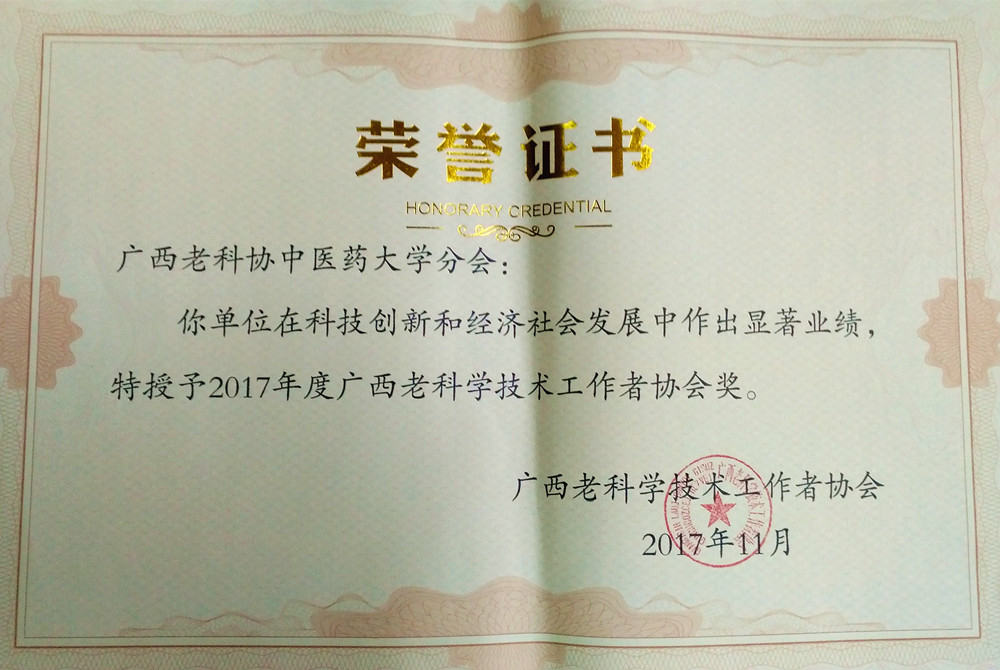 荣誉证书
HONORARY CREDENTIAL
广西老科协中医药大学分会：
你单位在科技创新和经济社会发展中作出显著业绩，
特授予2017年度广西老科学技术工作者协会奖。
广西老科学技术工作者协会
2017年11月